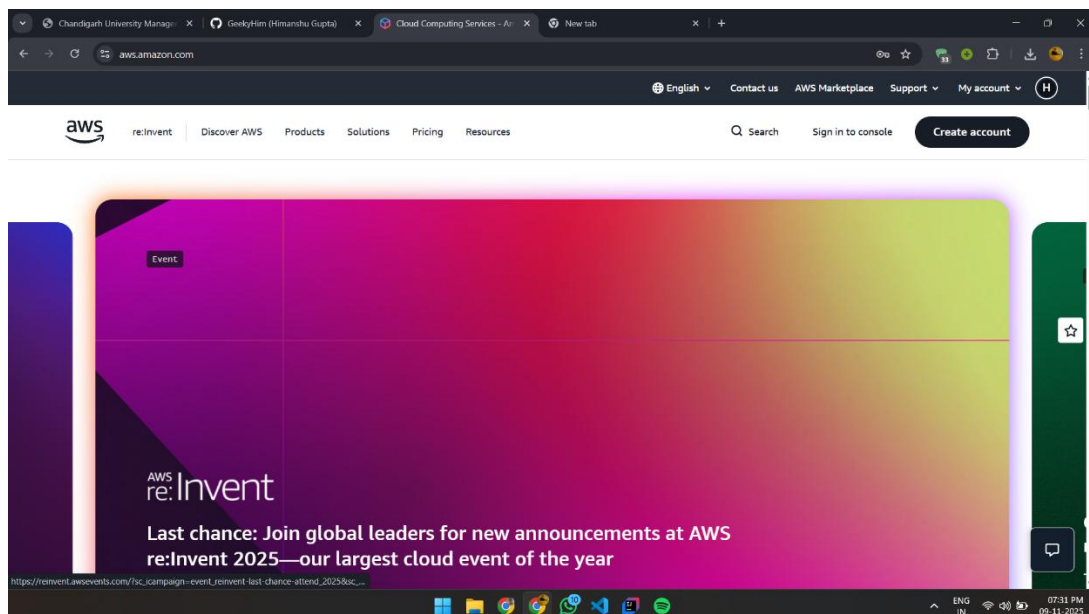 Chandigarh University Manage
GeekyHim (Himanshu Gupta)
Cloud Computing Services - Am
New tab
aws.amazon.com
33
English
Contact us
AWS Marketplace
Support
My account
H
aws
re:Invent
Discover AWS
Products
Solutions
Pricing
Resources
Search
Sign in to console
Create account
Event
AWS
re:Invent
Last chance: Join global leaders for new announcements at AWS
re:Invent 2025—our largest cloud event of the year
https://reinvent.awsevents.com/?sc_icampaign=event_reinvent-last-chance-attend_2025&sc_...
10
ENG
IN
07:31 PM
09-11-2025